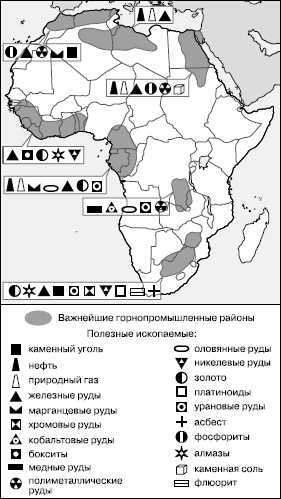 Важнейшие горнопромышленные районы
Полезные ископаемые:
каменный уголь
нефть
природный газ
железные руды
марганцевые руды
хромовые руды
кобальтовые руды
бокситы
медные руды
полиметаллические
руды
оловянные руды
никелевые руды
золото
платиноиды
урановые руды
асбест
фосфориты
алмазы
каменная соль
флюорит